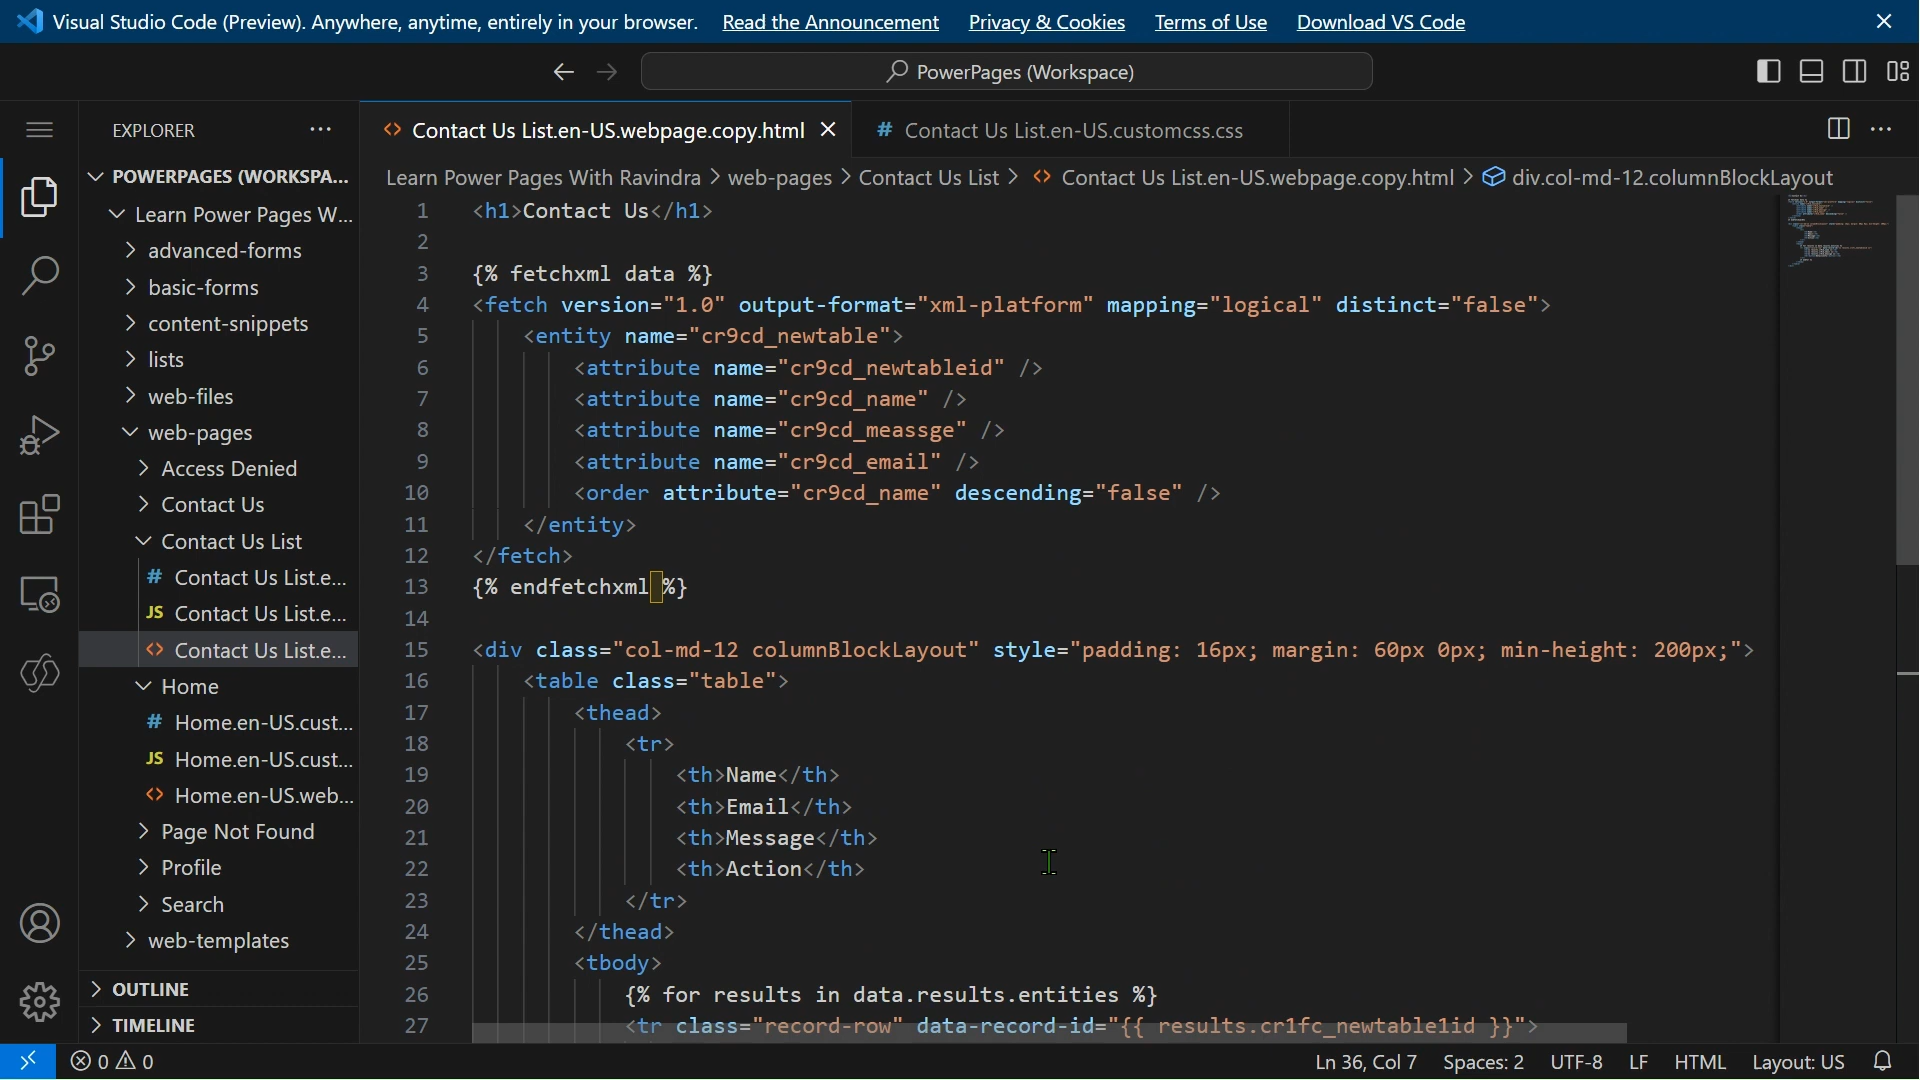 Visual Studio Code (Preview). Anywhere, anytime, entirely in your browser. Read the Announcement Privacy & Cookies Terms of Use Download VS Code
PowerPages (Workspace)
EXPLORER
POWERPAGES (WORKSPA...
Learn Power Pages W...
advanced-forms
basic-forms
content-snippets
lists
web-files
web-pages
Access Denied
Contact Us
Contact Us List
# Contact Us List.e...
JS Contact Us List.e...
<> Contact Us List.e...
Home
# Home.en-US.cust...
JS Home.en-US.cust...
<> Home.en-US.web...
Page Not Found
Profile
Search
web-templates
OUTLINE
TIMELINE
<> Contact Us List.en-US.webpage.copy.html # Contact Us List.en-US.customcss.css
Learn Power Pages With Ravindra > web-pages > Contact Us List > <> Contact Us List.en-US.webpage.copy.html > div.col-md-12.columnBlockLayout
1 <h1>Contact Us</h1>
2
3 {% fetchxml data %}
4 <fetch version="1.0" output-format="xml-platform" mapping="logical" distinct="false">
5 <entity name="cr9cd_newtable">
6 <attribute name="cr9cd_newtableid" />
7 <attribute name="cr9cd_name" />
8 <attribute name="cr9cd_meassge" />
9 <attribute name="cr9cd_email" />
10 <order attribute="cr9cd_name" descending="false" />
11 </entity>
12 </fetch>
13 {% endfetchxml %}
14
15 <div class="col-md-12 columnBlockLayout" style="padding: 16px; margin: 60px 0px; min-height: 200px;">
16 <table class="table">
17 <thead>
18 <tr>
19 <th>Name</th>
20 <th>Email</th>
21 <th>Message</th>
22 <th>Action</th>
23 </tr>
24 </thead>
25 <tbody>
26 {% for results in data.results.entities %}
27 <tr class="record-row" data-record-id="{{ results.cr1fc_newtable1id }}">
0 0 Ln 36, Col 7 Spaces: 2 UTF-8 LF HTML Layout: US